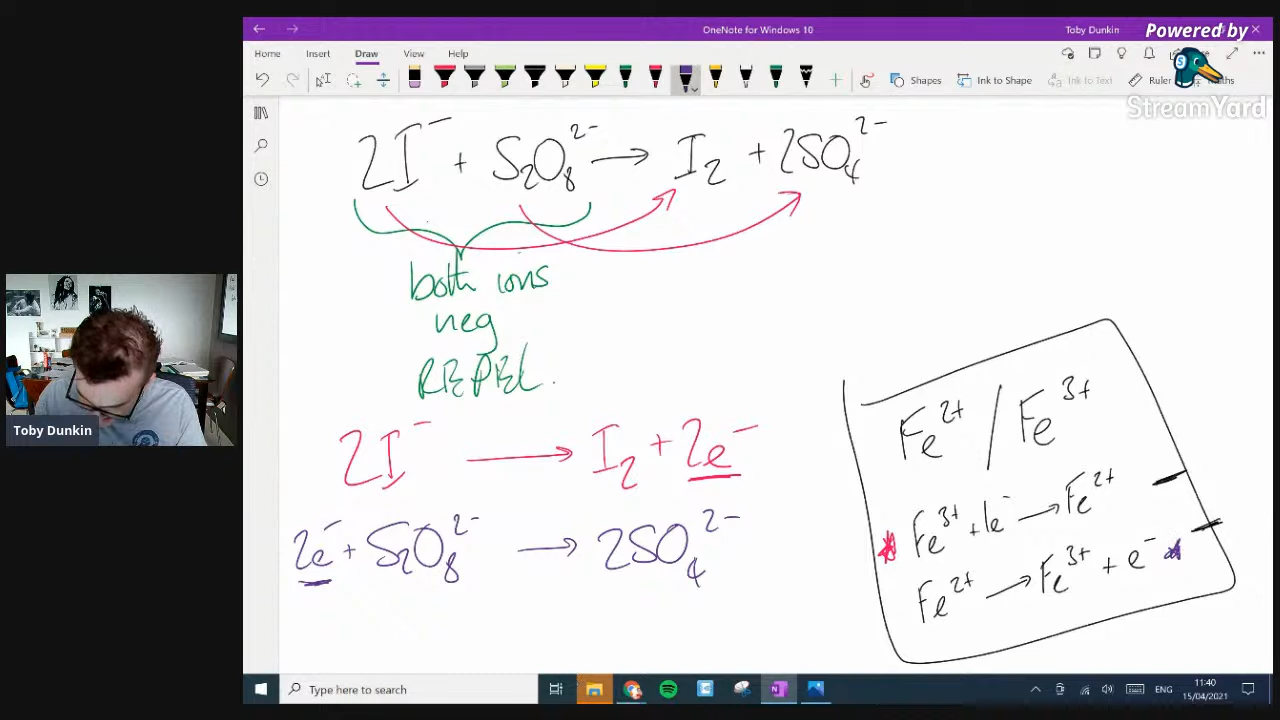 OneNote for Windows 10
Toby Dunkin
Powered by
StreamYard
Home Insert Draw View Help
Shapes Ink to Shape Ink to Text Ruler Maths
2I⁻ + S₂O₈²⁻ → I₂ + 2SO₄²⁻
both ions
neg
REPEL.
2I⁻ → I₂ + 2e⁻
2e⁻ + S₂O₈²⁻ → 2SO₄²⁻
Fe²⁺ / Fe³⁺
Fe³⁺ + 1e⁻ → Fe²⁺
Fe²⁺ → Fe³⁺ + e⁻
Toby Dunkin
Type here to search
ENG
11:40
15/04/2021